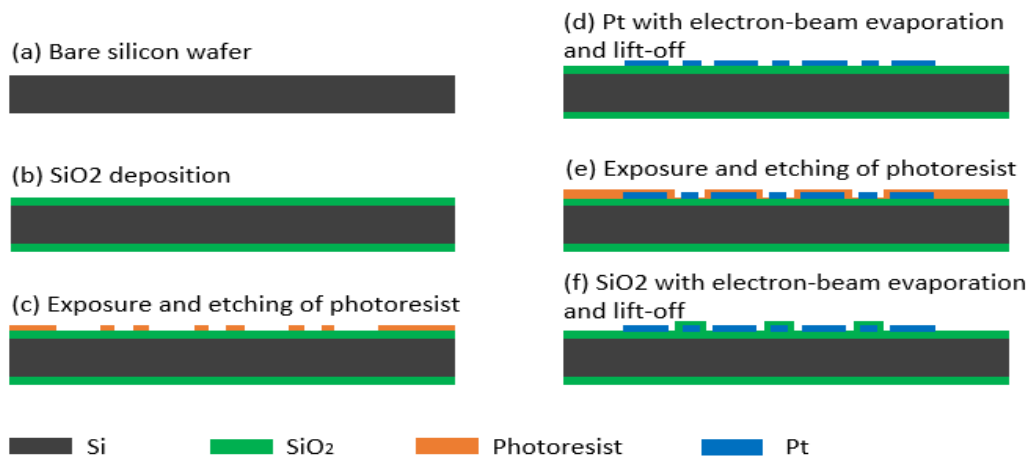 (a) Bare silicon wafer
(b) SiO2 deposition
(c) Exposure and etching of photoresist
(d) Pt with electron-beam evaporation
and lift-off
(e) Exposure and etching of photoresist
(f) SiO2 with electron-beam evaporation
and lift-off
Si
SiO₂
Photoresist
Pt